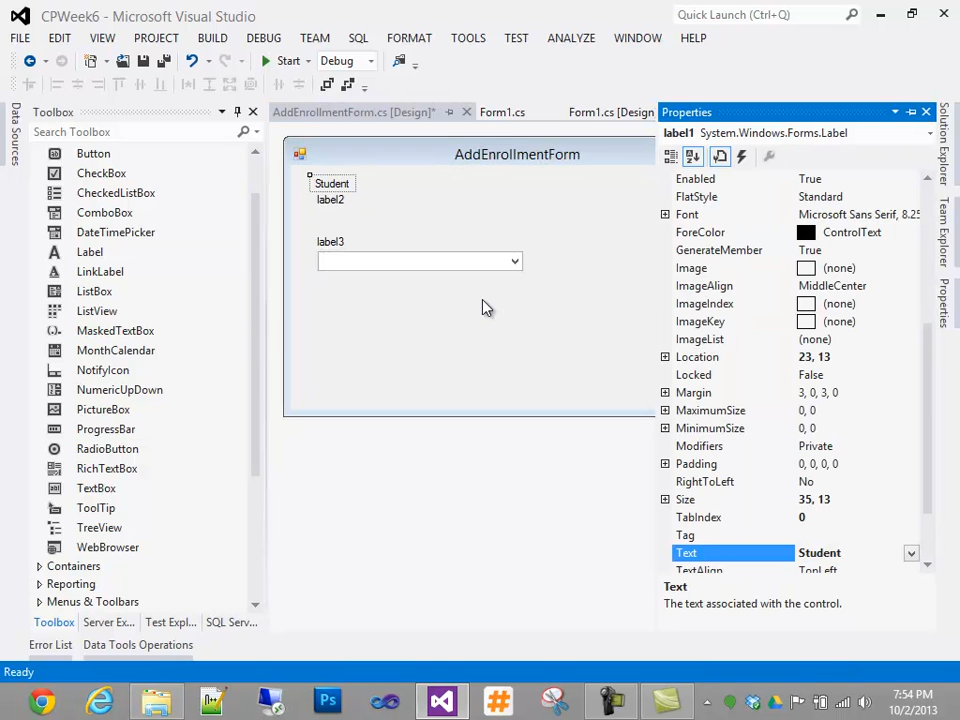 CPWeek6 - Microsoft Visual Studio
Quick Launch (Ctrl+Q)
FILE EDIT VIEW PROJECT BUILD DEBUG TEAM SQL FORMAT TOOLS TEST ANALYZE WINDOW HELP
Start Debug
Data Sources
Toolbox
Search Toolbox
Button
CheckBox
CheckedListBox
ComboBox
DateTimePicker
Label
LinkLabel
ListBox
ListView
MaskedTextBox
MonthCalendar
NotifyIcon
NumericUpDown
PictureBox
ProgressBar
RadioButton
RichTextBox
TextBox
ToolTip
TreeView
WebBrowser
Containers
Reporting
Menus & Toolbars
Toolbox Server Ex... Test Expl... SQL Serv...
Error List Data Tools Operations
AddEnrollmentForm.cs [Design]* Form1.cs Form1.cs [Design]
AddEnrollmentForm
Student
label2
label3
Properties
label1 System.Windows.Forms.Label
Enabled True
FlatStyle Standard
Font Microsoft Sans Serif, 8.25
ForeColor ControlText
GenerateMember True
Image (none)
ImageAlign MiddleCenter
ImageIndex (none)
ImageKey (none)
ImageList (none)
Location 23, 13
Locked False
Margin 3, 0, 3, 0
MaximumSize 0, 0
MinimumSize 0, 0
Modifiers Private
Padding 0, 0, 0, 0
RightToLeft No
Size 35, 13
TabIndex 0
Tag
Text Student
TextAlign TopLeft
Text
The text associated with the control.
Solution Explorer
Team Explorer
Properties
Ready
Ps
7:54 PM
10/2/2013